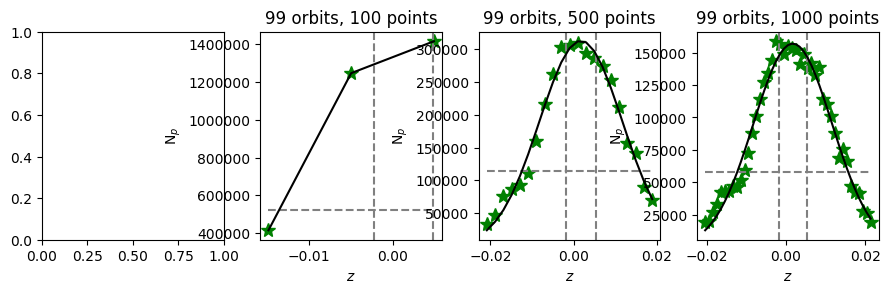 99 orbits, 100 points
99 orbits, 500 points
99 orbits, 1000 points
1.0
0.8
0.6
0.4
0.2
0.0
0.00 0.25 0.50 0.75 1.00
N_p
1400000
1200000
1000000
800000
600000
400000
−0.01 0.00
z
N_p
300000
250000
200000
150000
100000
50000
−0.02 0.00 0.02
z
N_p
150000
125000
100000
75000
50000
25000
−0.02 0.00 0.02
z